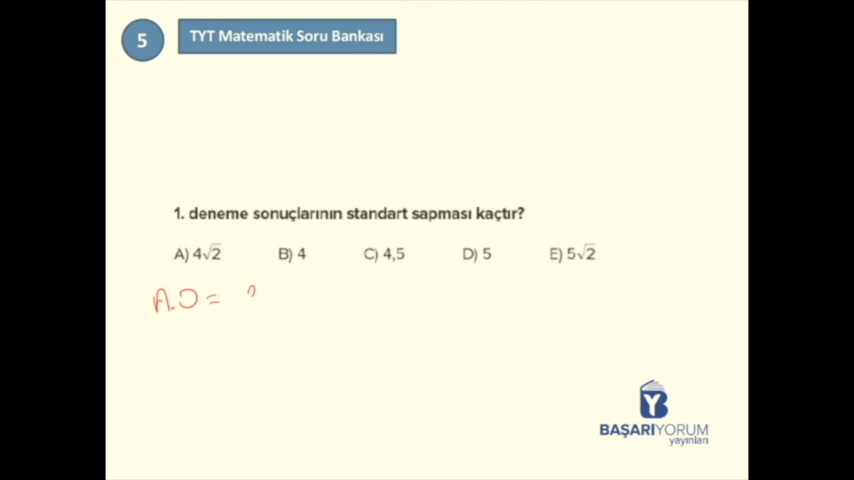 5
TYT Matematik Soru Bankası
1. deneme sonuçlarının standart sapması kaçtır?
A) 4√2 B) 4 C) 4,5 D) 5 E) 5√2
A.O =
BAŞARIYORUM
yayınları